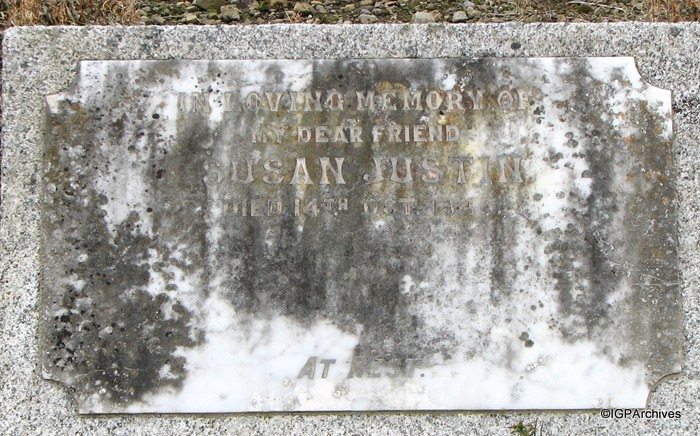 IN LOVING MEMORY OF
MY DEAR FRIEND
SUSAN JUSTIN
DIED 14TH OCT
AT REST
©IGPArchives